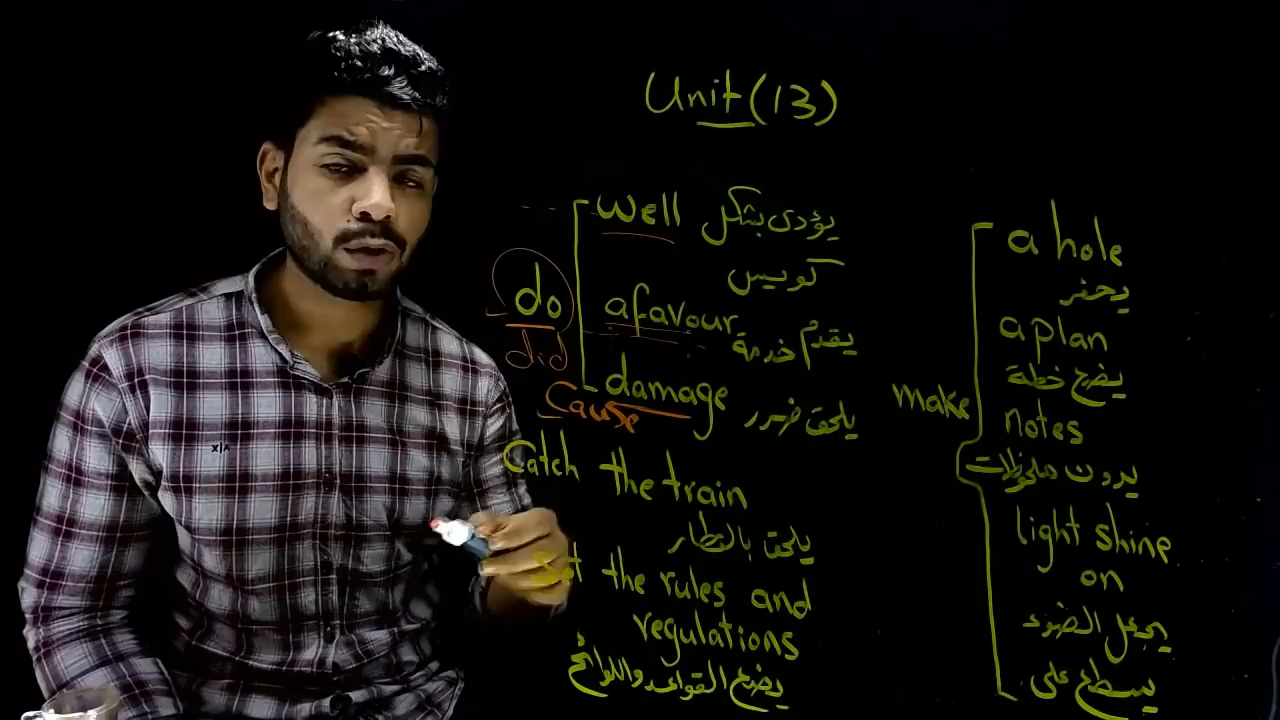 Unit (13)
do
did
well يؤدى بشكل
كويس
a favour يقدم خدمة
damage يلحق ضرر
Cause
Catch the train
يلحق بالقطار
Set the rules and
regulations
يضع القواعد واللوائح
make
a hole
يحفر
a plan
يضع خطة
notes
يدون ملاحظات
light shine
on
يجعل الضوء
يسطع على